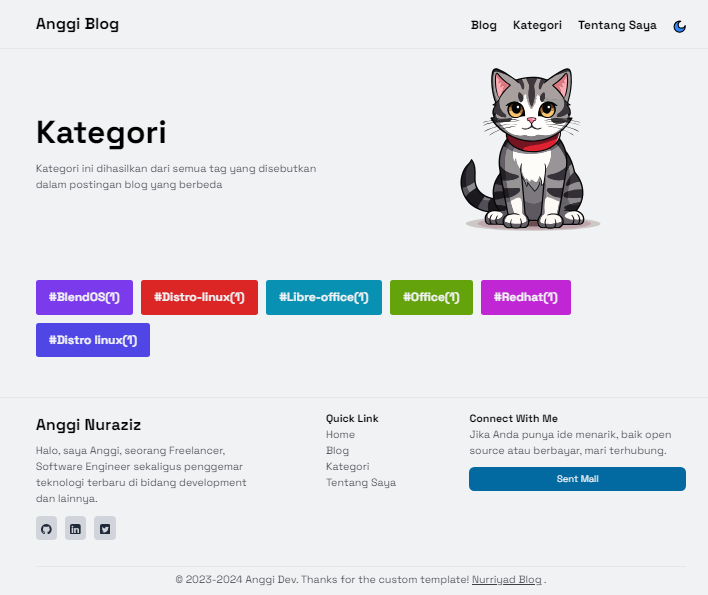 Anggi Blog
Blog Kategori Tentang Saya
Kategori
Kategori ini dihasilkan dari semua tag yang disebutkan
dalam postingan blog yang berbeda
#BlendOS(1) #Distro-linux(1) #Libre-office(1) #Office(1) #Redhat(1)
#Distro linux(1)
Anggi Nuraziz
Halo, saya Anggi, seorang Freelancer,
Software Engineer sekaligus penggemar
teknologi terbaru di bidang development
dan lainnya.
Quick Link
Home
Blog
Kategori
Tentang Saya
Connect With Me
Jika Anda punya ide menarik, baik open
source atau berbayar, mari terhubung.
Sent Mail
© 2023-2024 Anggi Dev. Thanks for the custom template! Nurriyad Blog .